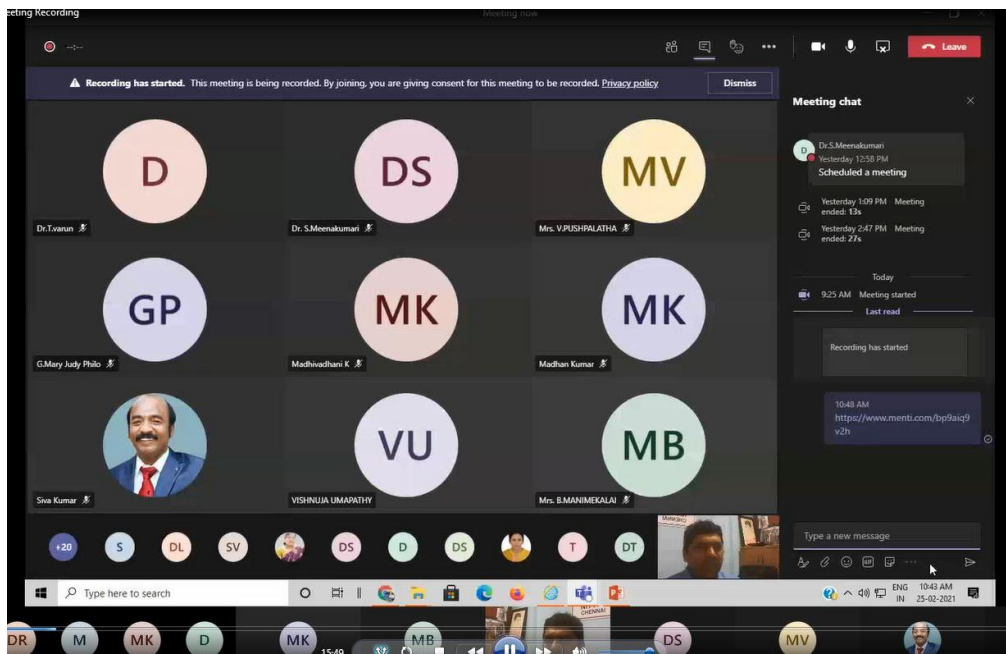 eeting Recording
Meeting now
--:--
Leave
Recording has started. This meeting is being recorded. By joining, you are giving consent for this meeting to be recorded. Privacy policy
Dismiss
D
Dr.T.varun
DS
Dr. S.Meenakumari
MV
Mrs. V.PUSHPALATHA
GP
G.Mary Judy Philo
MK
Madhivadhani K
MK
Madhan Kumar
Siva Kumar
VU
VISHNUJA UMAPATHY
MB
Mrs. B.MANIMEKALAI
+20
S
DL
SV
DS
D
DS
T
DT
Meeting chat
D
Dr.S.Meenakumari
Yesterday 12:58 PM
Scheduled a meeting
Yesterday 1:09 PM Meeting
ended: 13s
Yesterday 2:47 PM Meeting
ended: 27s
Today
9:25 AM Meeting started
Last read
Recording has started
10:48 AM
https://www.menti.com/bp9aiq9
v2h
Type a new message
GIF
Type here to search
ENG
IN
10:43 AM
25-02-2021
DR
M
MK
D
MK
MB
CHENNAI
DS
MV
15:49